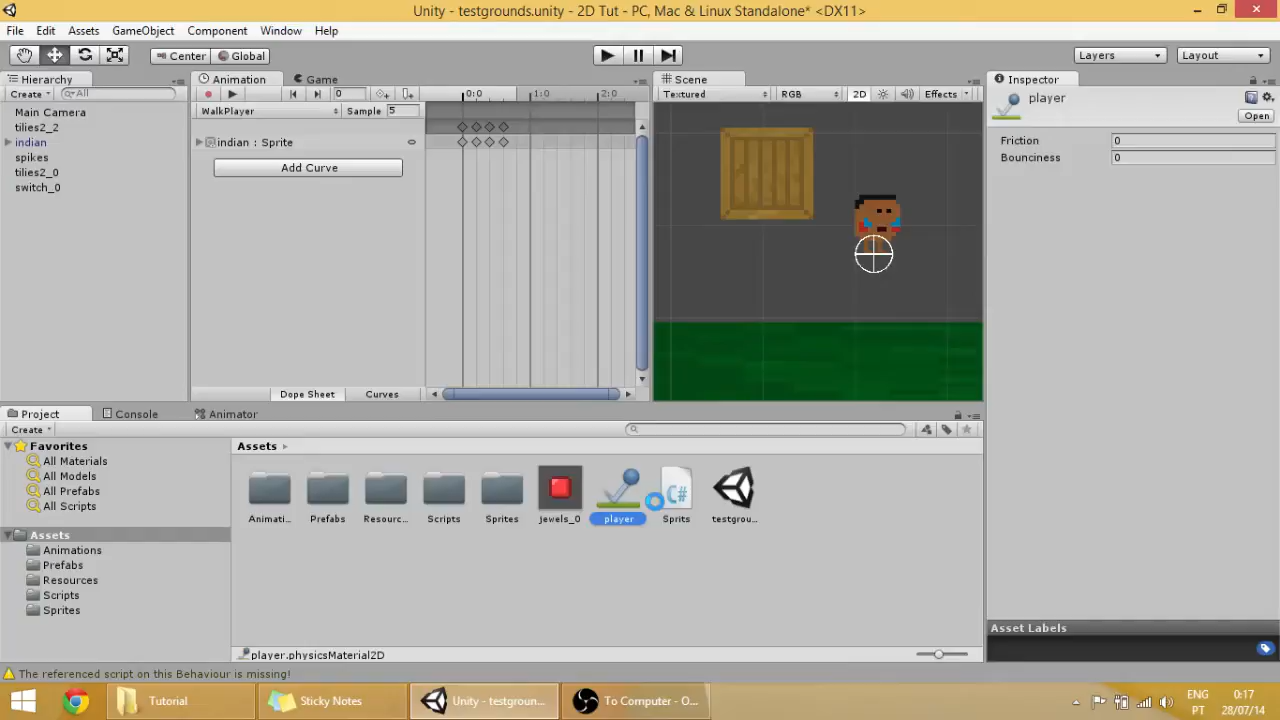 Unity - testgrounds.unity - 2D Tut - PC, Mac & Linux Standalone* <DX11>
File Edit Assets GameObject Component Window Help
Center Global Layers Layout
Hierarchy Animation Game Scene Inspector
Create All 0 0:0 1:0 2:0 Textured RGB 2D Effects player
Main Camera WalkPlayer Sample 5 Open
tilies2_2
indian indian : Sprite Friction 0
spikes Add Curve Bounciness 0
tilies2_0
switch_0
Dope Sheet Curves
Project Console Animator
Create
Favorites Assets
All Materials
All Models
All Prefabs
All Scripts
Animati... Prefabs Resourc... Scripts Sprites jewels_0 player Sprits testgrou...
C#
Assets
Animations
Prefabs
Resources
Scripts
Sprites
Asset Labels
player.physicsMaterial2D
The referenced script on this Behaviour is missing!
Tutorial Sticky Notes Unity - testgroun... To Computer - O... ENG 0:17
PT 28/07/14